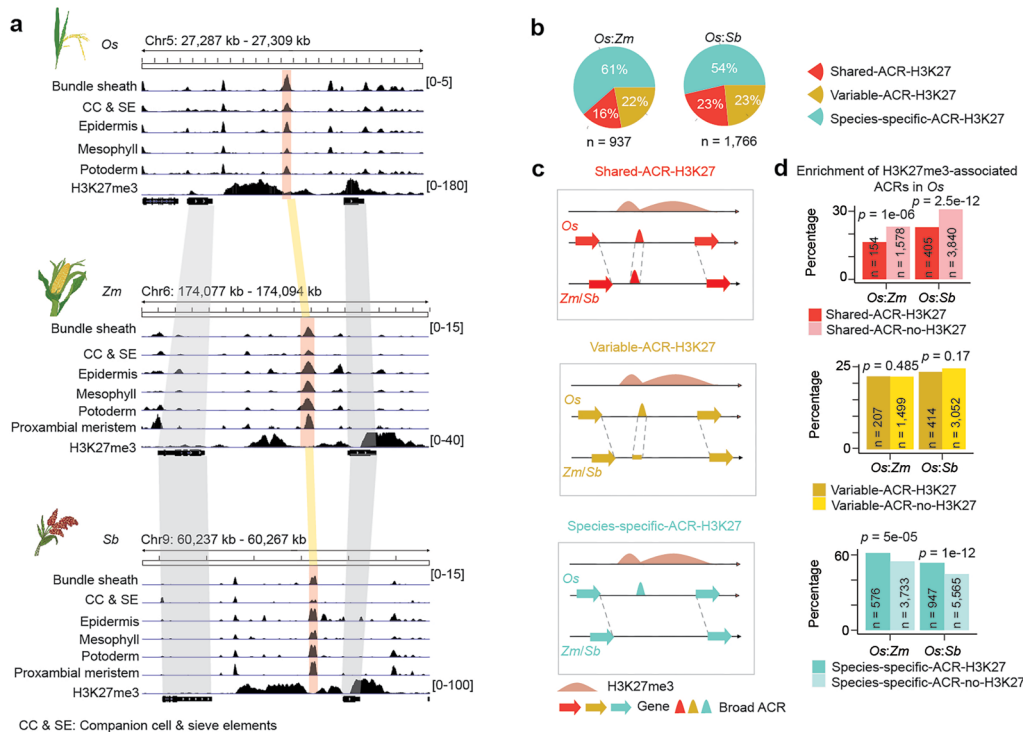 a
Os
Chr5: 27,287 kb - 27,309 kb
Bundle sheath
[0-5]
CC & SE
Epidermis
Mesophyll
Potoderm
H3K27me3
[0-180]
Zm
Chr6: 174,077 kb - 174,094 kb
Bundle sheath
[0-15]
CC & SE
Epidermis
Mesophyll
Potoderm
Proxambial meristem
H3K27me3
[0-40]
Sb
Chr9: 60,237 kb - 60,267 kb
Bundle sheath
[0-15]
CC & SE
Epidermis
Mesophyll
Potoderm
Proxambial meristem
H3K27me3
[0-100]
CC & SE: Companion cell & sieve elements
b
Os:Zm
61%
16%
22%
n = 937
Os:Sb
54%
23%
23%
n = 1,766
Shared-ACR-H3K27
Variable-ACR-H3K27
Species-specific-ACR-H3K27
c
Shared-ACR-H3K27
Os
Zm/Sb
Variable-ACR-H3K27
Os
Zm/Sb
Species-specific-ACR-H3K27
Os
Zm/Sb
H3K27me3
Gene
Broad ACR
d
Enrichment of H3K27me3-associated
ACRs in Os
p = 2.5e-12
p = 1e-06
30
0
Percentage
n = 154
n = 1,578
n = 405
n = 3,840
Os:Zm
Os:Sb
Shared-ACR-H3K27
Shared-ACR-no-H3K27
p = 0.17
p = 0.485
25
0
Percentage
n = 207
n = 1,499
n = 414
n = 3,052
Os:Zm
Os:Sb
Variable-ACR-H3K27
Variable-ACR-no-H3K27
p = 5e-05
p = 1e-12
60
0
Percentage
n = 576
n = 3,733
n = 947
n = 5,565
Os:Zm
Os:Sb
Species-specific-ACR-H3K27
Species-specific-ACR-no-H3K27